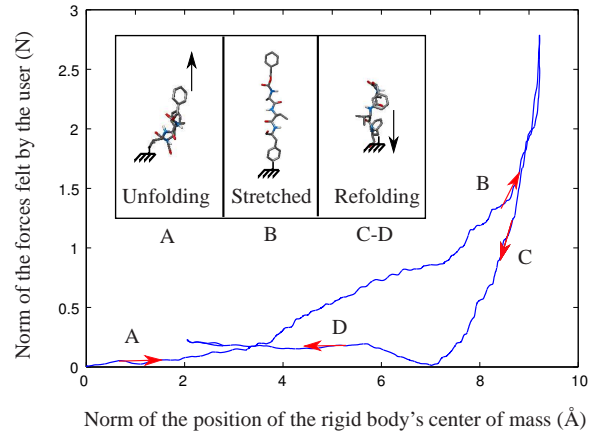 Norm of the forces felt by the user (N)
3
2.5
2
1.5
1
0.5
0
0
2
4
6
8
10
Unfolding
Stretched
Refolding
A
B
C-D
A
B
C
D
Norm of the position of the rigid body's center of mass (Å)